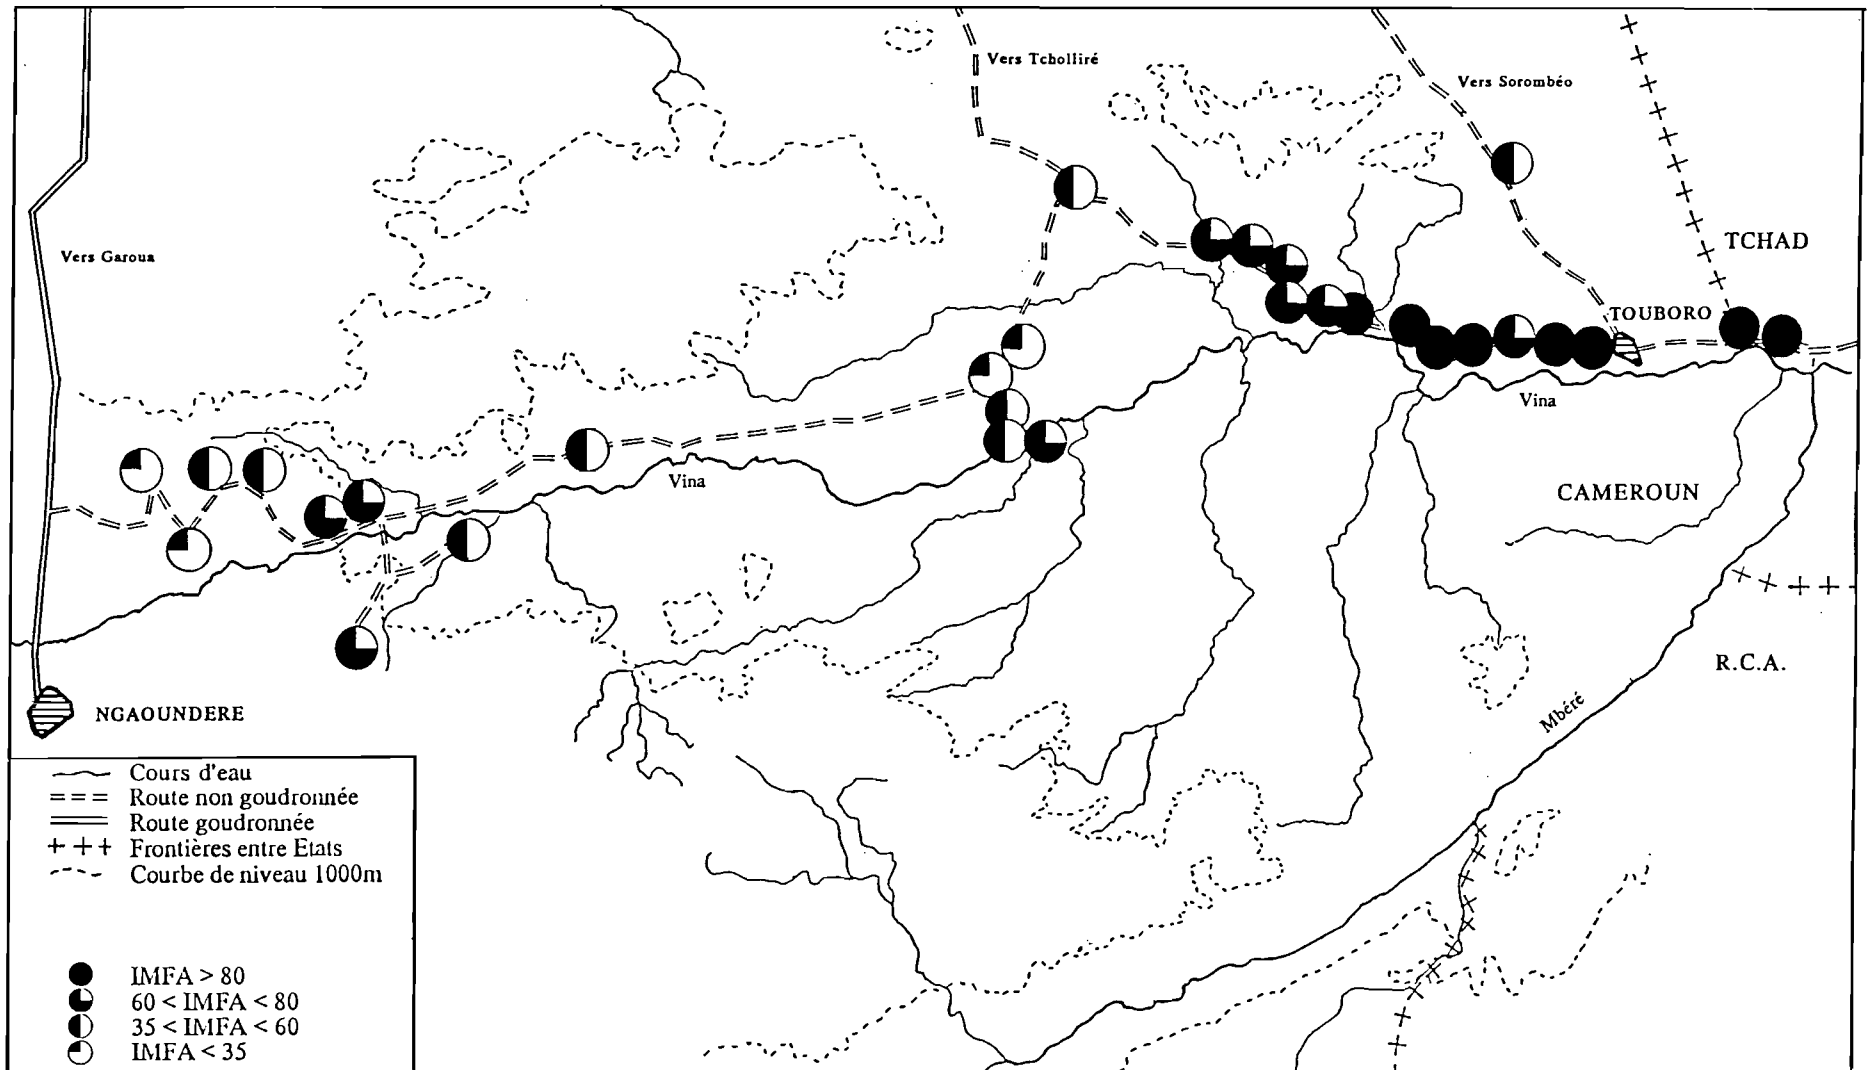 Vers Tcholliré
Vers Sorombéo
Vers Garoua
TCHAD
TOUBORO
Vina
Vina
CAMEROUN
R.C.A.
Mbéré
NGAOUNDERE
Cours d'eau
Route non goudronnée
Route goudronnée
Frontières entre Etats
Courbe de niveau 1000m
IMFA > 80
60 < IMFA < 80
35 < IMFA < 60
IMFA < 35